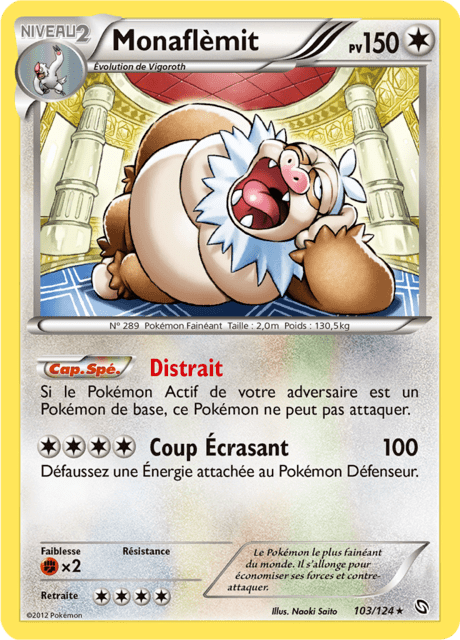 NIVEAU2
Monaflèmit
PV150
Évolution de Vigoroth
N° 289 Pokémon Fainéant Taille : 2,0m Poids : 130,5kg
Cap.Spé. Distrait
Si le Pokémon Actif de votre adversaire est un
Pokémon de base, ce Pokémon ne peut pas attaquer.
Coup Écrasant 100
Défaussez une Énergie attachée au Pokémon Défenseur.
Faiblesse Résistance
×2
Retraite
Le Pokémon le plus fainéant
du monde. Il s'allonge pour
économiser ses forces et contre-
attaquer.
©2012 Pokémon
Illus. Naoki Saito 103/124★